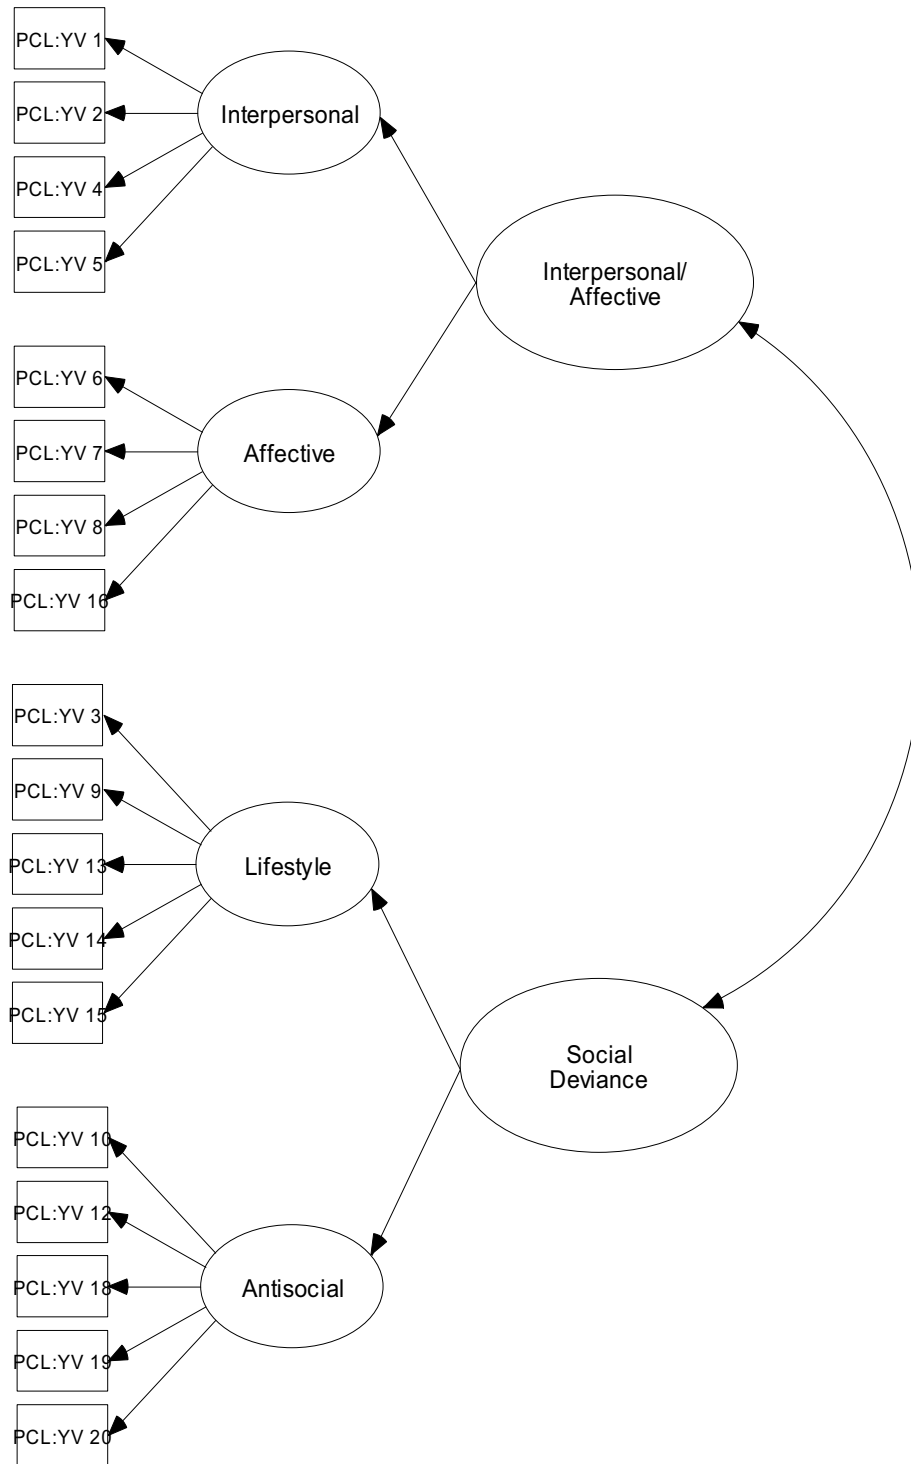 PCL:YV 1
PCL:YV 2
PCL:YV 4
PCL:YV 5
Interpersonal
Interpersonal/
Affective
PCL:YV 6
PCL:YV 7
PCL:YV 8
PCL:YV 16
Affective
PCL:YV 3
PCL:YV 9
PCL:YV 13
PCL:YV 14
PCL:YV 15
Lifestyle
Social
Deviance
PCL:YV 10
PCL:YV 12
PCL:YV 18
PCL:YV 19
PCL:YV 20
Antisocial